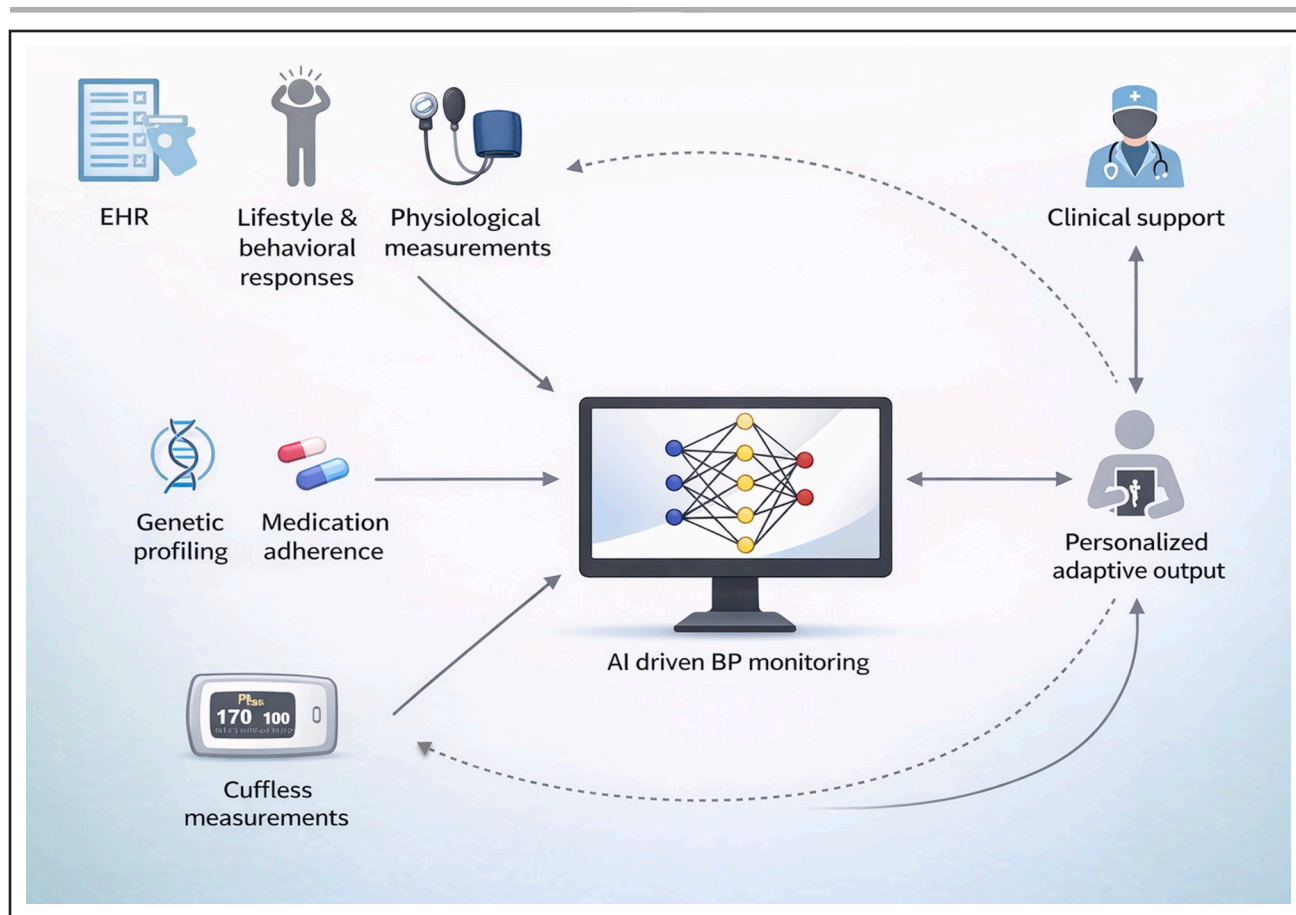 EHR
Lifestyle &
behavioral
responses
Physiological
measurements
Clinical support
Genetic
profiling
Medication
adherence
Personalized
adaptive output
AI driven BP monitoring
170 100
Cuffless
measurements